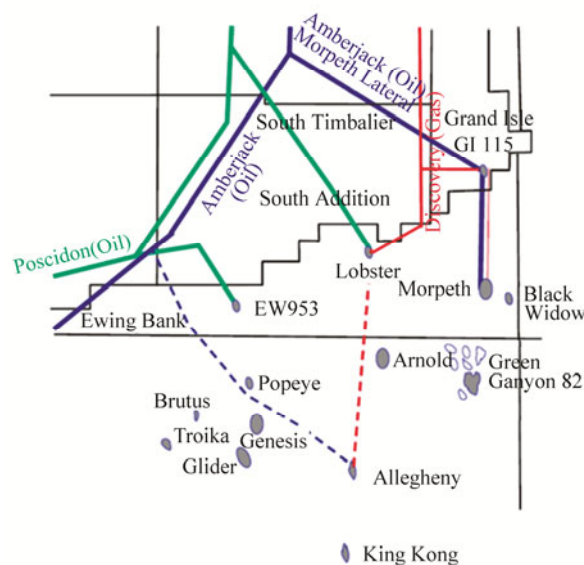 Amberjack (Oil)
Morpeth Lateral
Grand Isle
GI 115
South Timbalier
Discovery(Gas)
Amberjack
(Oil)
South Addition
Poscidon(Oil)
Lobster
Morpeth
Black
Widow
EW953
Ewing Bank
Arnold
Green
Ganyon 82
Popeye
Brutus
Troika
Genesis
Glider
Allegheny
King Kong